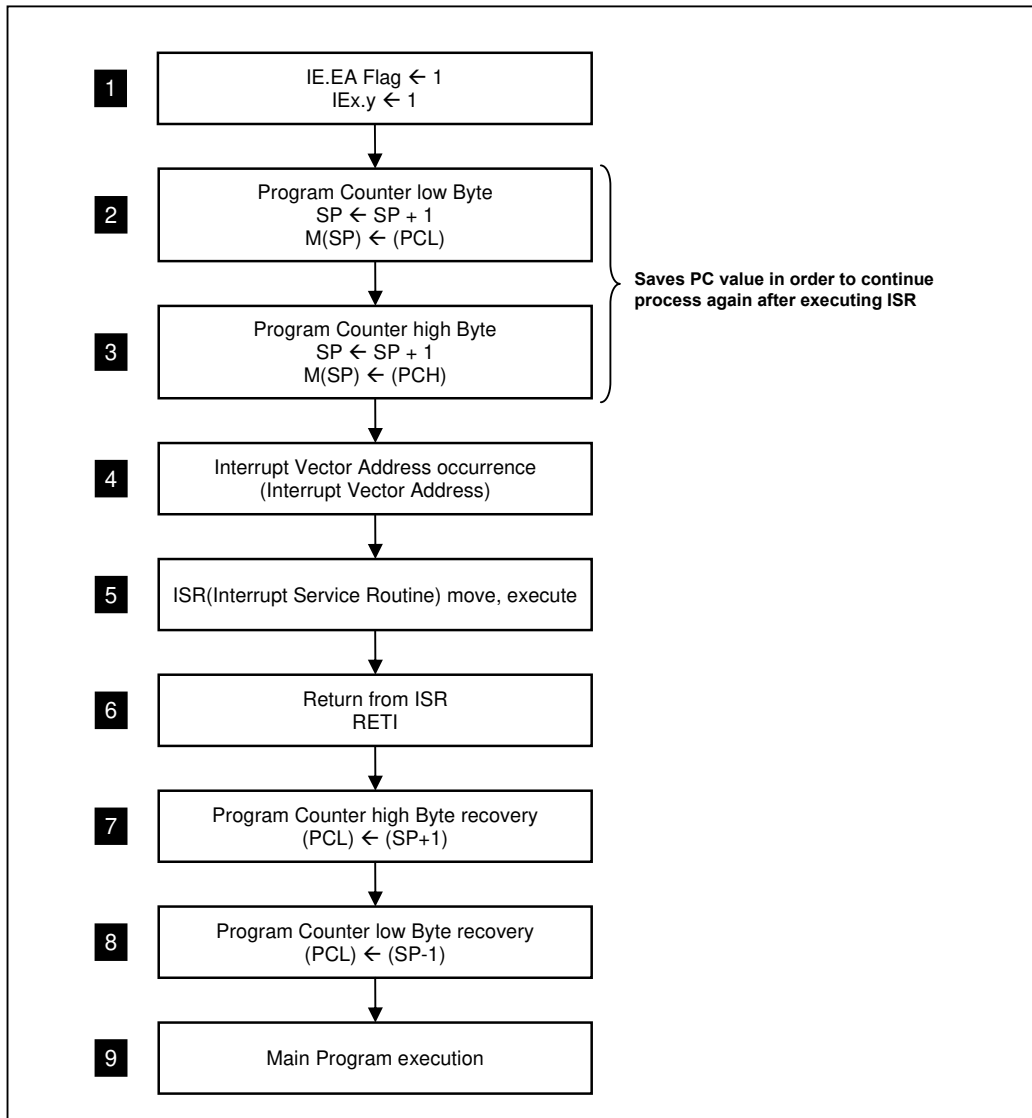 1
IE.EA Flag ← 1
IEx.y ← 1
2
Program Counter low Byte
SP ← SP + 1
M(SP) ← (PCL)
Saves PC value in order to continue
process again after executing ISR
3
Program Counter high Byte
SP ← SP + 1
M(SP) ← (PCH)
4
Interrupt Vector Address occurrence
(Interrupt Vector Address)
5
ISR(Interrupt Service Routine) move, execute
6
Return from ISR
RETI
7
Program Counter high Byte recovery
(PCL) ← (SP+1)
8
Program Counter low Byte recovery
(PCL) ← (SP-1)
9
Main Program execution